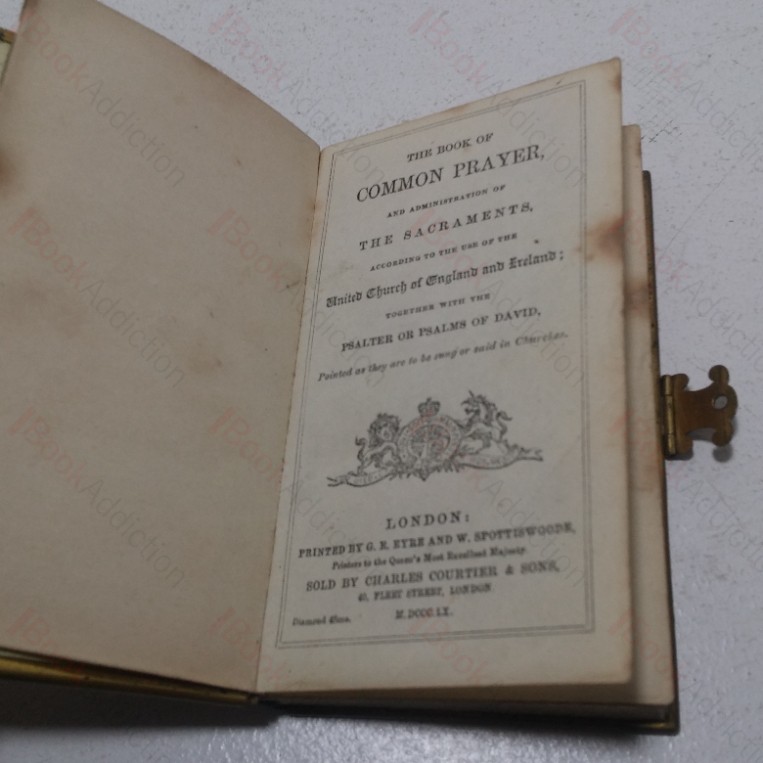 THE BOOK OF
COMMON PRAYER,
AND ADMINISTRATION OF
THE SACRAMENTS,
ACCORDING TO THE USE OF THE
United Church of England and Ireland;
TOGETHER WITH THE
PSALTER OR PSALMS OF DAVID,
Pointed as they are to be sung or said in Churches.
LONDON:
PRINTED BY G. E. EYRE AND W. SPOTTISWOODE,
Printers to the Queen's Most Excellent Majesty.
SOLD BY CHARLES COURTIER & SONS,
FLEET STREET, LONDON
M.DCCC.LX.
Diamond 48mo.
BookAddiction